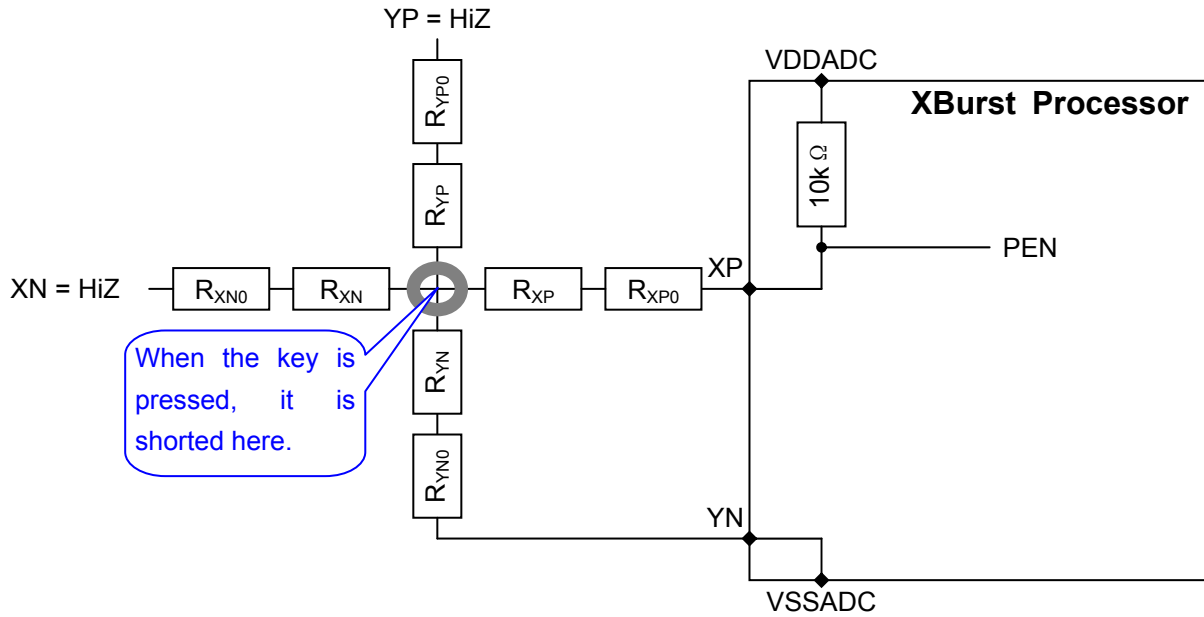 YP = HiZ
VDDADC
XBurst Processor
RYP0
10k Ω
RYP
PEN
XP
XN = HiZ
RXN0
RXN
RXP
RXP0
When the key is
pressed, it is
shorted here.
RYN
RYN0
YN
VSSADC